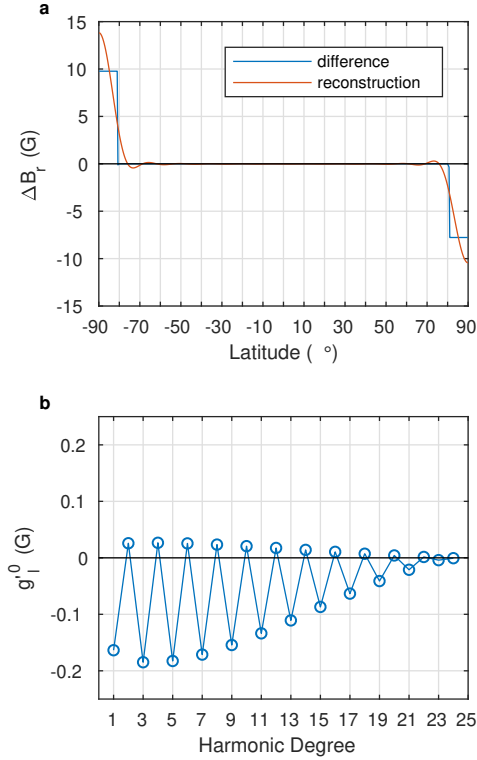 a
15
10
5
0
-5
-10
-15
ΔB_r (G)
difference
reconstruction
-90 -70 -50 -30 -10 10 30 50 70 90
Latitude ( °)
b
0.2
0.1
0
-0.1
-0.2
g'_l^0 (G)
1 3 5 7 9 11 13 15 17 19 21 23 25
Harmonic Degree